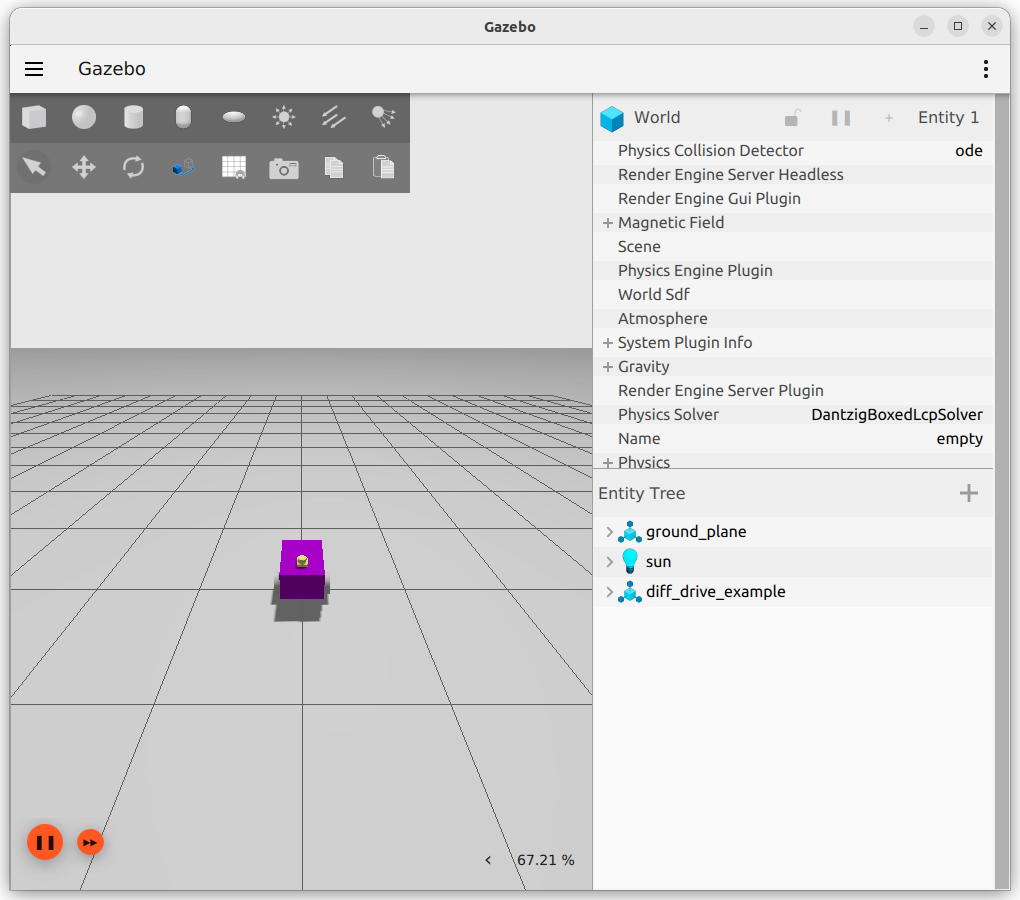 Gazebo
Gazebo
World Entity 1
Physics Collision Detector ode
Render Engine Server Headless
Render Engine Gui Plugin
Magnetic Field
Scene
Physics Engine Plugin
World Sdf
Atmosphere
System Plugin Info
Gravity
Render Engine Server Plugin
Physics Solver DantzigBoxedLcpSolver
Name empty
Physics
Entity Tree
ground_plane
sun
diff_drive_example
67.21 %